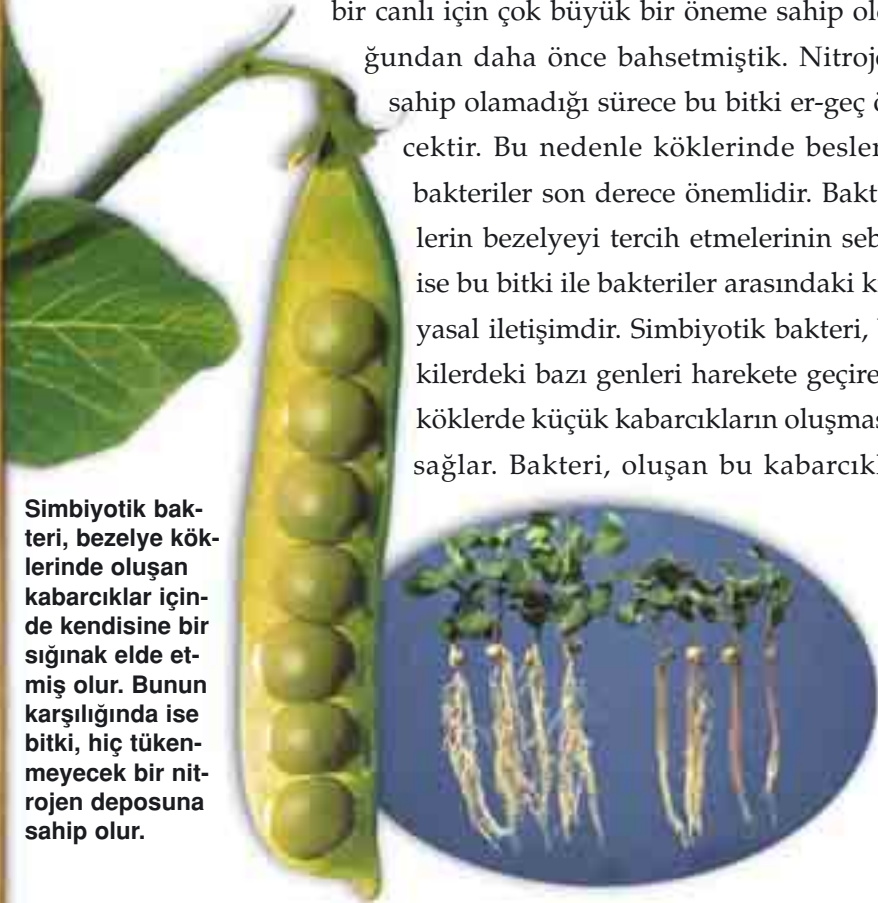 bir canlı için çok büyük bir öneme sahip old
ğundan daha önce bahsetmiştik. Nitroje
sahip olamadığı sürece bu bitki er-geç ö
cektir. Bu nedenle köklerinde besler
bakteriler son derece önemlidir. Bakt
lerin bezelyeyi tercih etmelerinin seb
ise bu bitki ile bakteriler arasındaki k
yasal iletişimdir. Simbiyotik bakteri,
kilerdeki bazı genleri harekete geçire
köklerde küçük kabarcıkların oluşmas
sağlar. Bakteri, oluşan bu kabarcıkl
Simbiyotik bak-
teri, bezelye kök-
lerinde oluşan
kabarcıklar için-
de kendisine bir
sığınak elde et-
miş olur. Bunun
karşılığında ise
bitki, hiç tüken-
meyecek bir nit-
rojen deposuna
sahip olur.